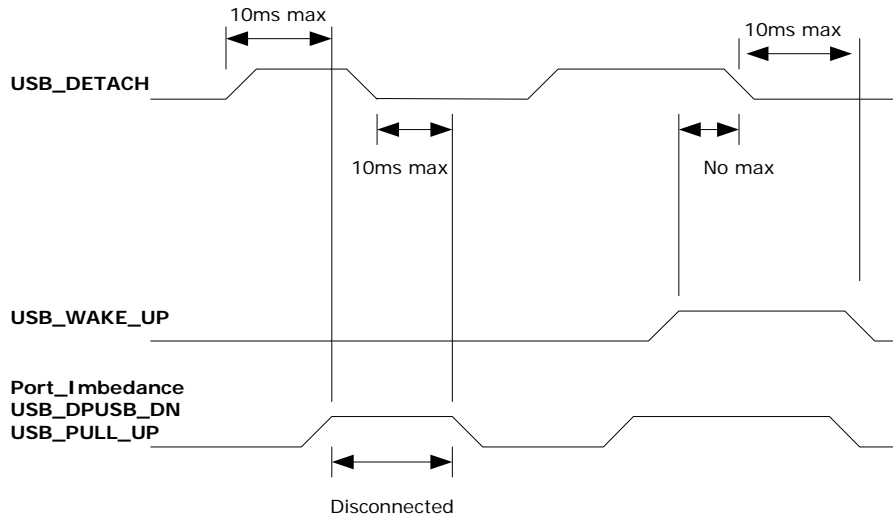 10ms max
10ms max
USB_DETACH
10ms max
No max
USB_WAKE_UP
Port_Imbedance
USB_DPUSB_DN
USB_PULL_UP
Disconnected